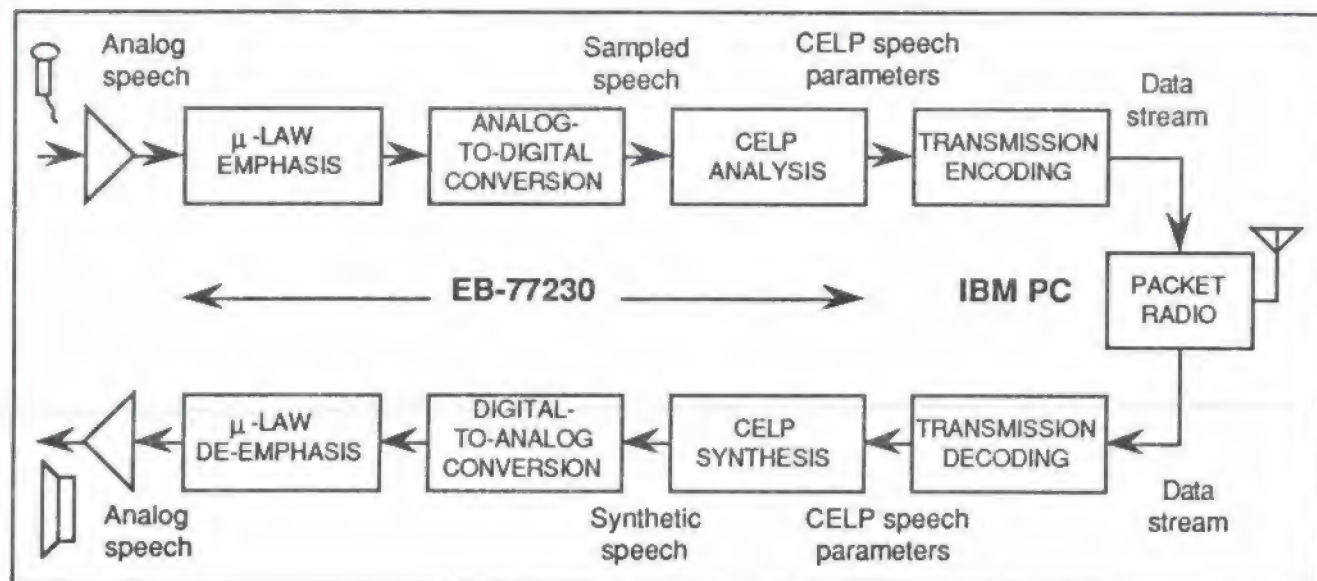 Analog
speech
Sampled
speech
CELP speech
parameters
Data
stream
μ-LAW
EMPHASIS
ANALOG-
TO-DIGITAL
CONVERSION
CELP
ANALYSIS
TRANSMISSION
ENCODING
EB-77230
IBM PC
PACKET
RADIO
μ-LAW
DE-EMPHASIS
DIGITAL-
TO-ANALOG
CONVERSION
CELP
SYNTHESIS
TRANSMISSION
DECODING
Analog
speech
Synthetic
speech
CELP speech
parameters
Data
stream